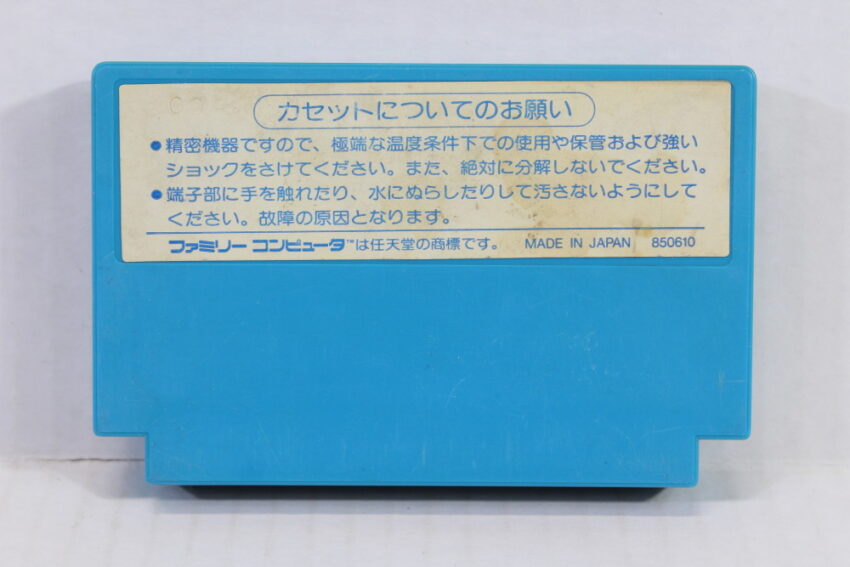 カセットについてのお願い
●精密機器ですので、極端な温度条件下での使用や保管および強い
ショックをさけてください。また、絶対に分解しないでください。
●端子部に手を触れたり、水にぬらしたりして汚さないようにして
ください。故障の原因となります。
ファミリー コンピュータ™は任天堂の商標です。 MADE IN JAPAN 850610